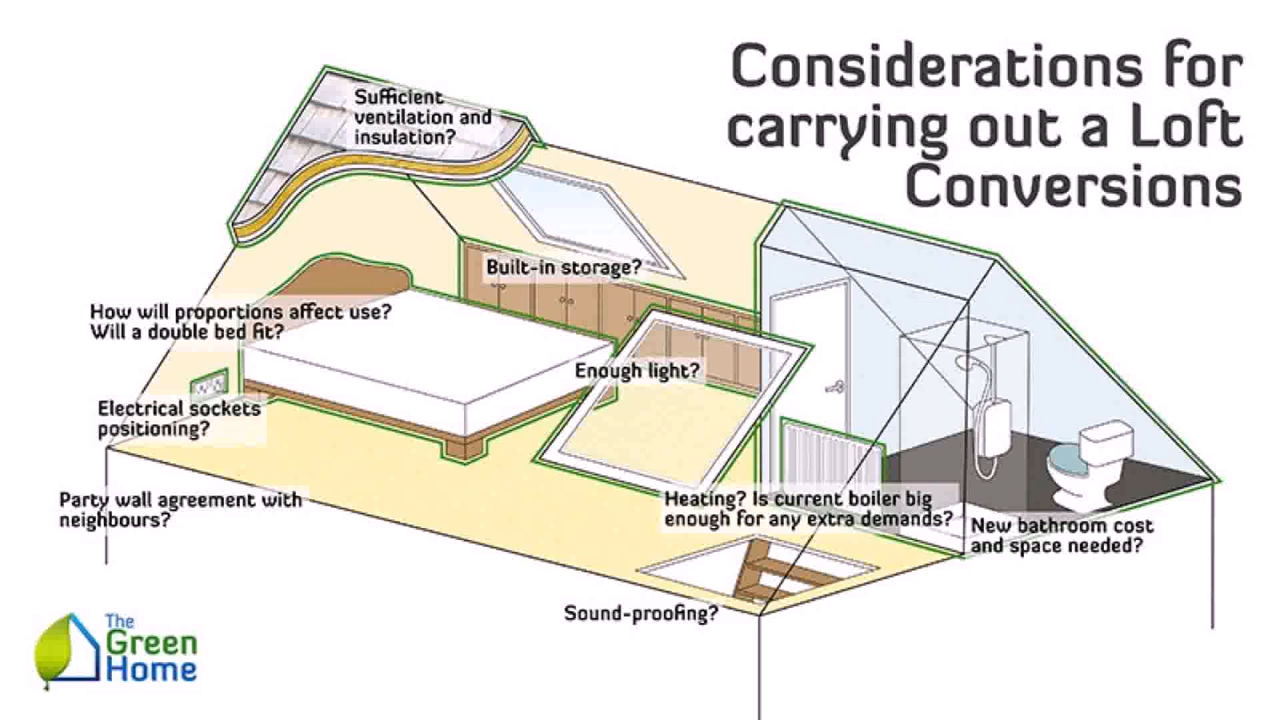 Considerations for
carrying out a Loft
Conversions
Sufficient
ventilation and
insulation?
Built-in storage?
How will proportions affect use?
Will a double bed fit?
Enough light?
Electrical sockets
positioning?
Party wall agreement with
neighbours?
Heating? Is current boiler big
enough for any extra demands?
New bathroom cost
and space needed?
Sound-proofing?
The
Green
Home